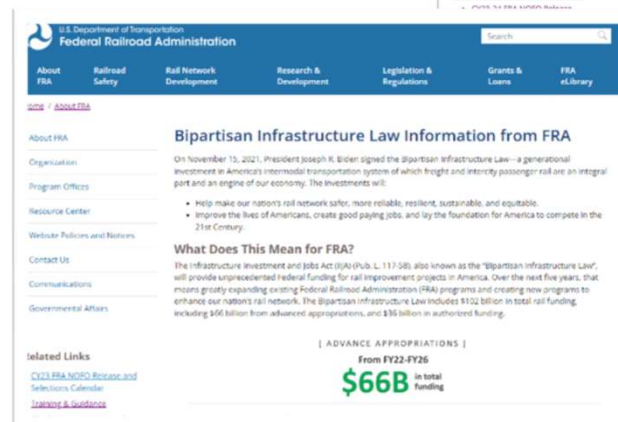 CY23-24 FRA NOFO Release
U.S. Department of Transportation
Federal Railroad Administration
Search
About FRA
Railroad Safety
Rail Network Development
Research & Development
Legislation & Regulations
Grants & Loans
FRA eLibrary
ome / About FRA
About FRA
Organization
Program Offices
Resource Center
Website Policies and Notices
Contact Us
Communications
Governmental Affairs
Related Links
CY23 FRA NOFO Release and
Selections Calendar
Training & Guidance
Bipartisan Infrastructure Law Information from FRA
On November 15, 2021, President Joseph R. Biden signed the Bipartisan Infrastructure Law—a generational
investment in America's intermodal transportation system of which freight and intercity passenger rail are an integral
part and an engine of our economy. The investments will:
• Help make our nation's rail network safer, more reliable, resilient, sustainable, and equitable.
• Improve the lives of Americans, create good paying jobs, and lay the foundation for America to compete in the
21st Century.
What Does This Mean for FRA?
The Infrastructure Investment and Jobs Act (IIJA) (Pub. L. 117-58), also known as the "Bipartisan Infrastructure Law",
will provide unprecedented Federal funding for rail improvement projects in America. Over the next five years, that
means greatly expanding existing Federal Railroad Administration (FRA) programs and creating new programs to
enhance our nation's rail network. The Bipartisan Infrastructure Law includes $102 billion in total rail funding,
including $66 billion from advanced appropriations, and $36 billion in authorized funding.
| ADVANCE APPROPRIATIONS |
From FY22-FY26
$66B in total funding